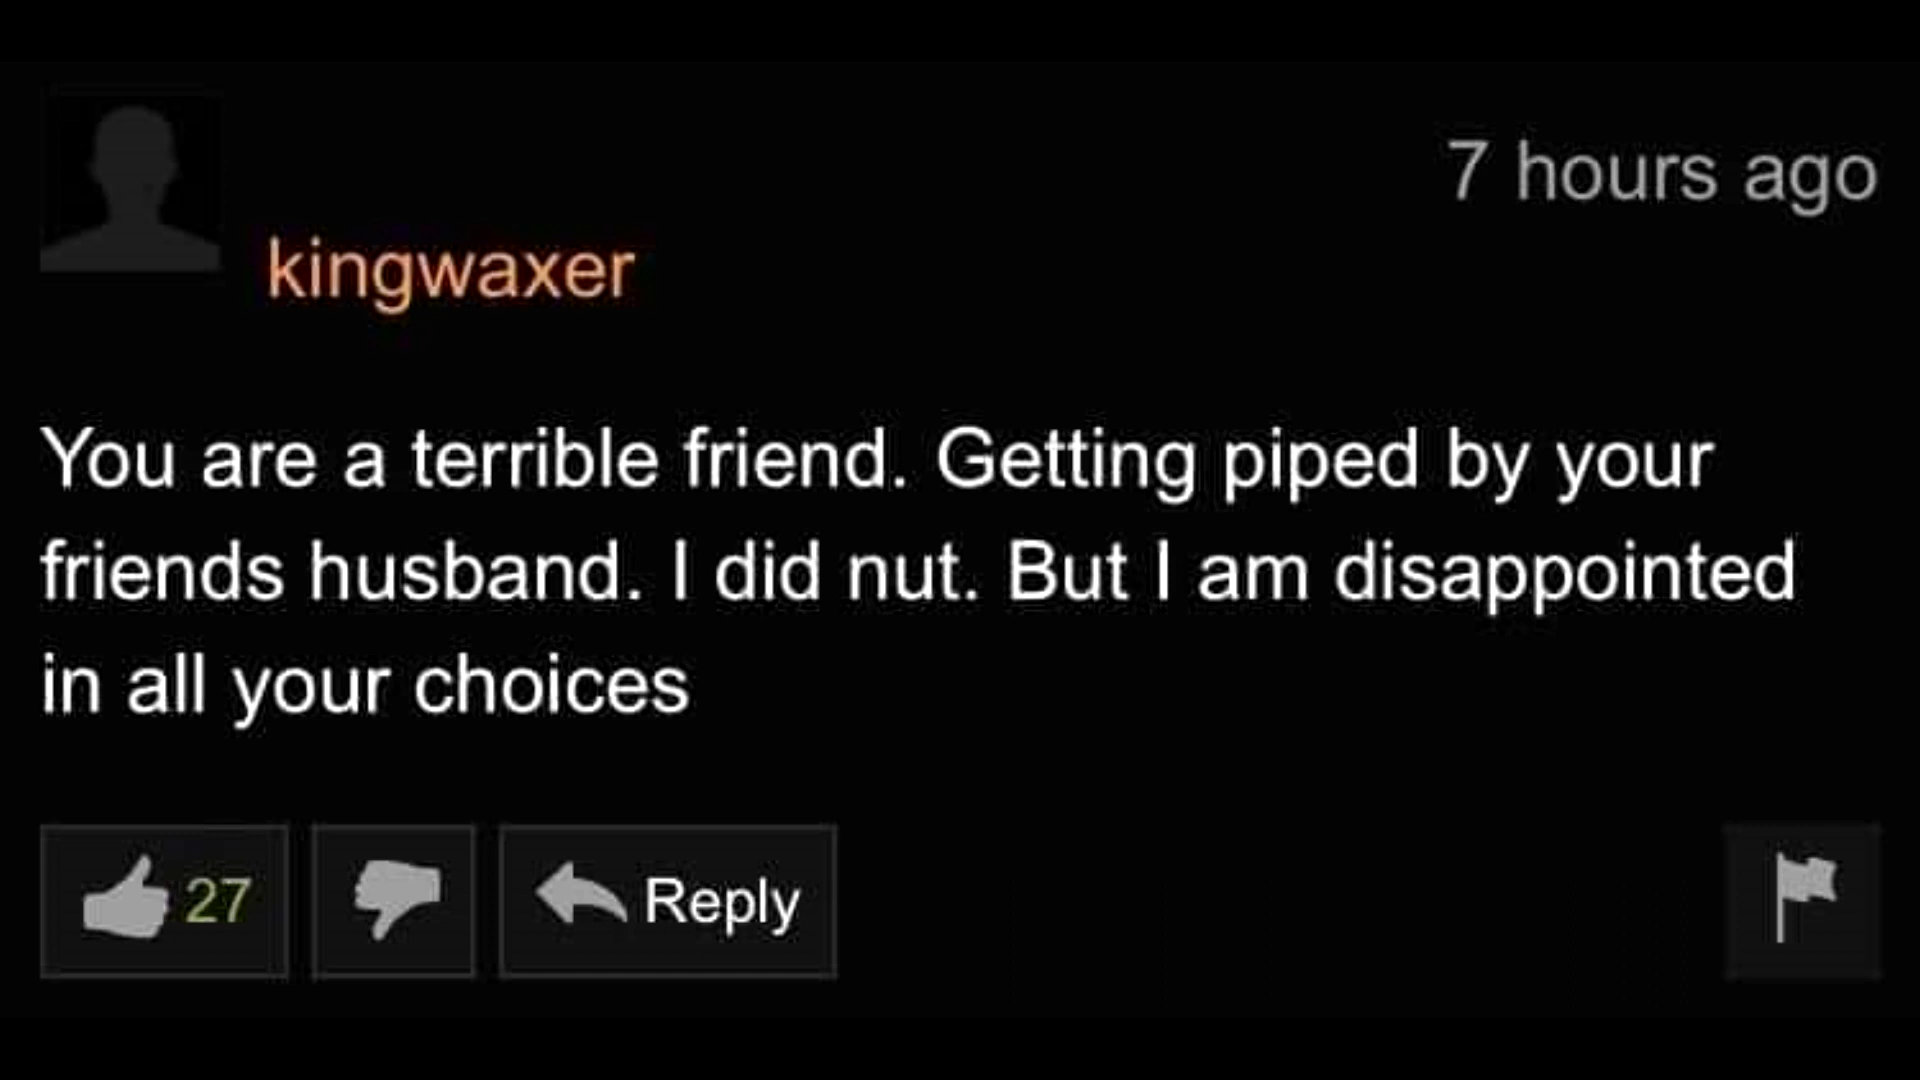 7 hours ago
kingwaxer
You are a terrible friend. Getting piped by your
friends husband. I did nut. But I am disappointed
in all your choices
27
Reply